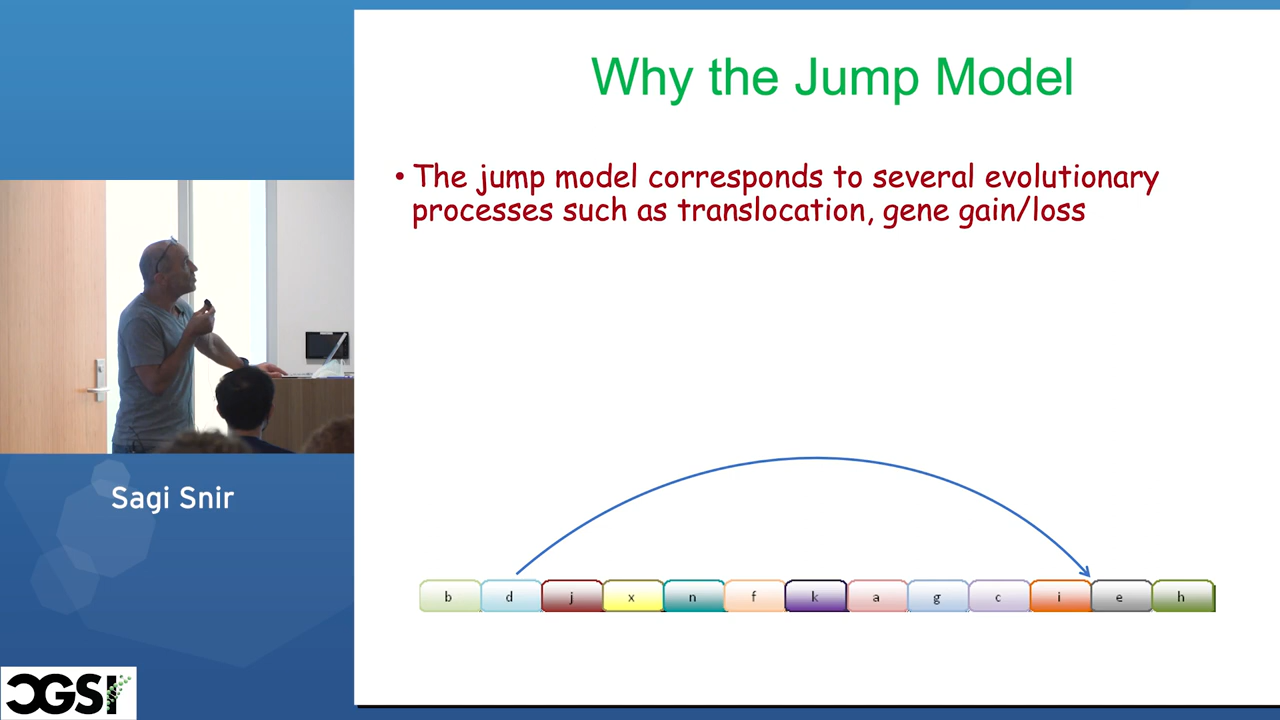 Why the Jump Model
• The jump model corresponds to several evolutionary
processes such as translocation, gene gain/loss
b d j x n f k a g c i e h
Sagi Snir
CGSI